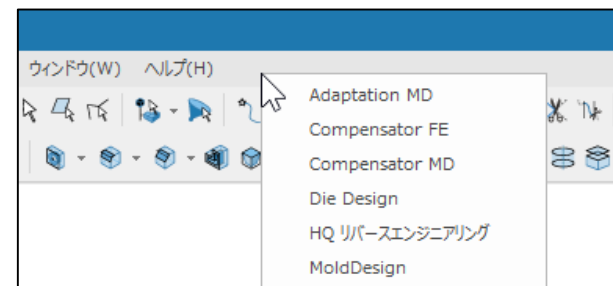 ウィンドウ(W) ヘルプ(H)
Adaptation MD
Compensator FE
Compensator MD
Die Design
HQ リバースエンジニアリング
MoldDesign